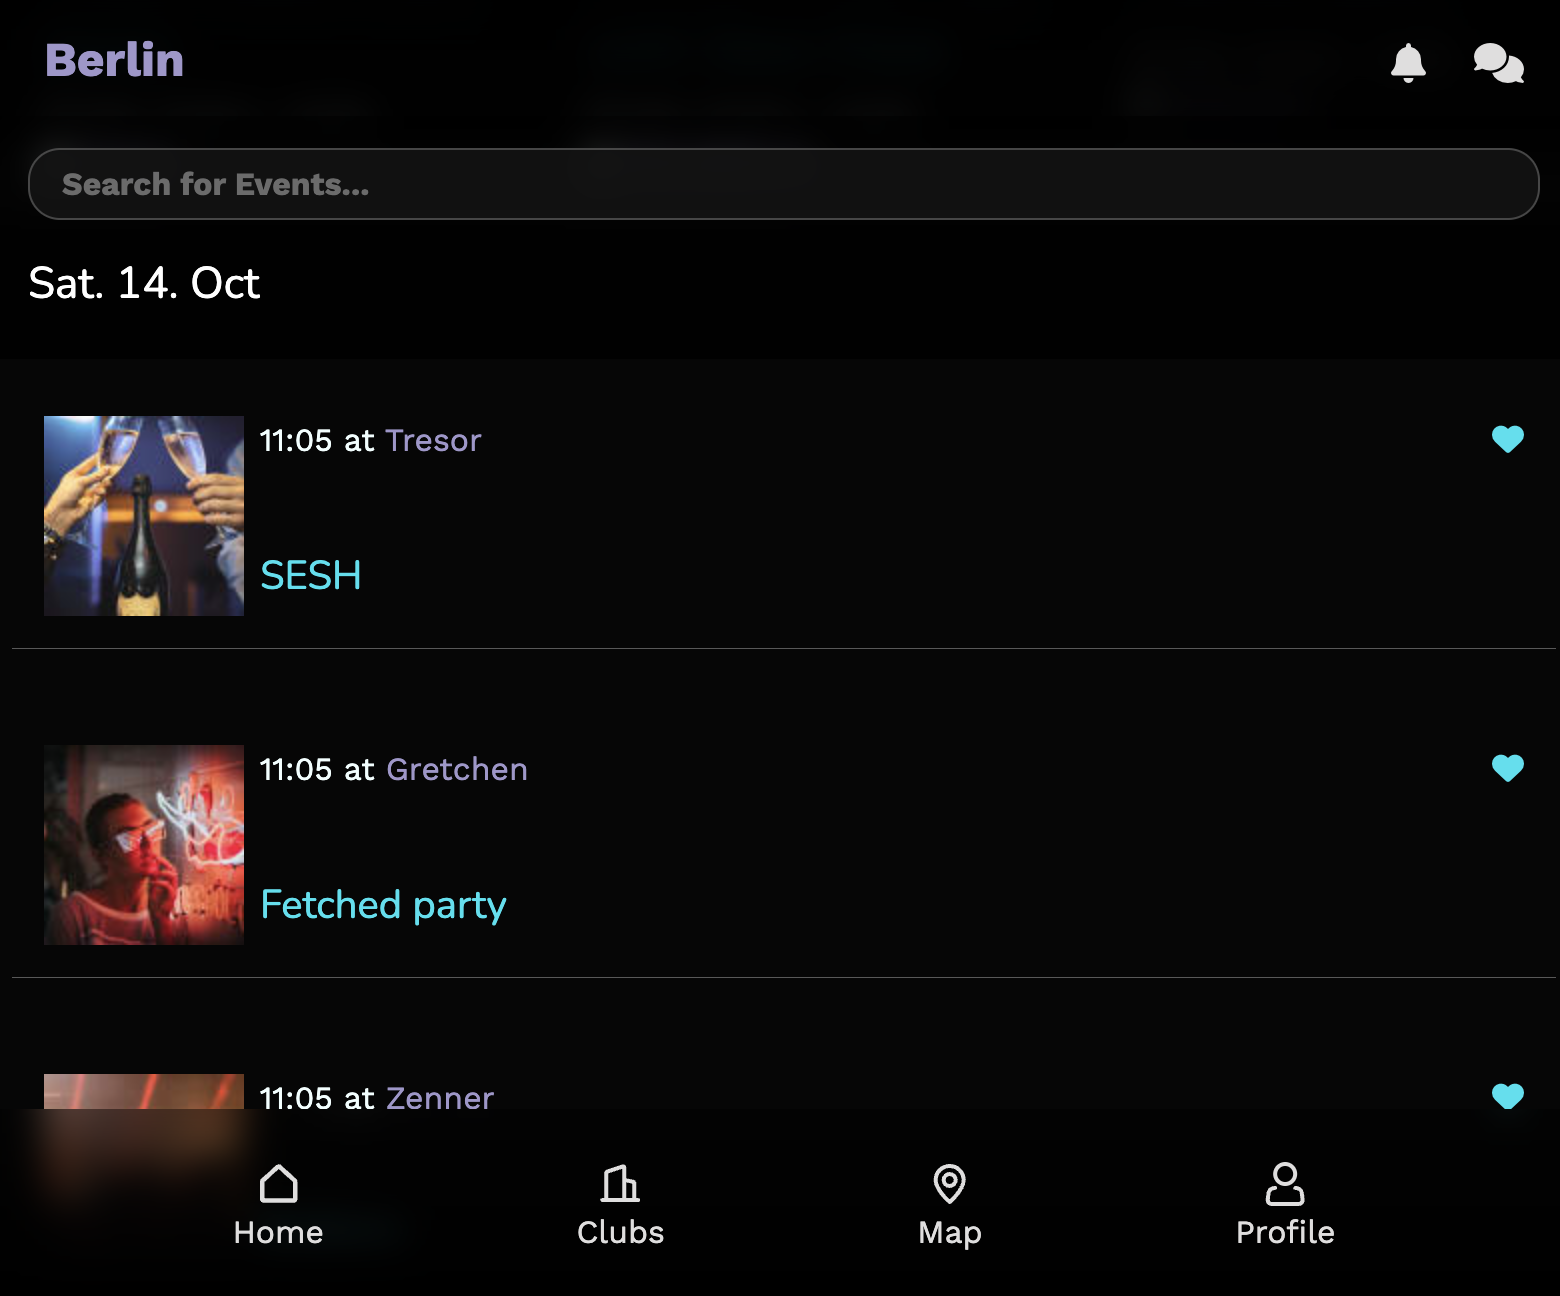 Berlin
Search for Events...
Sat. 14. Oct
11:05 at Tresor
SESH
11:05 at Gretchen
Fetched party
11:05 at Zenner
Home
Clubs
Map
Profile